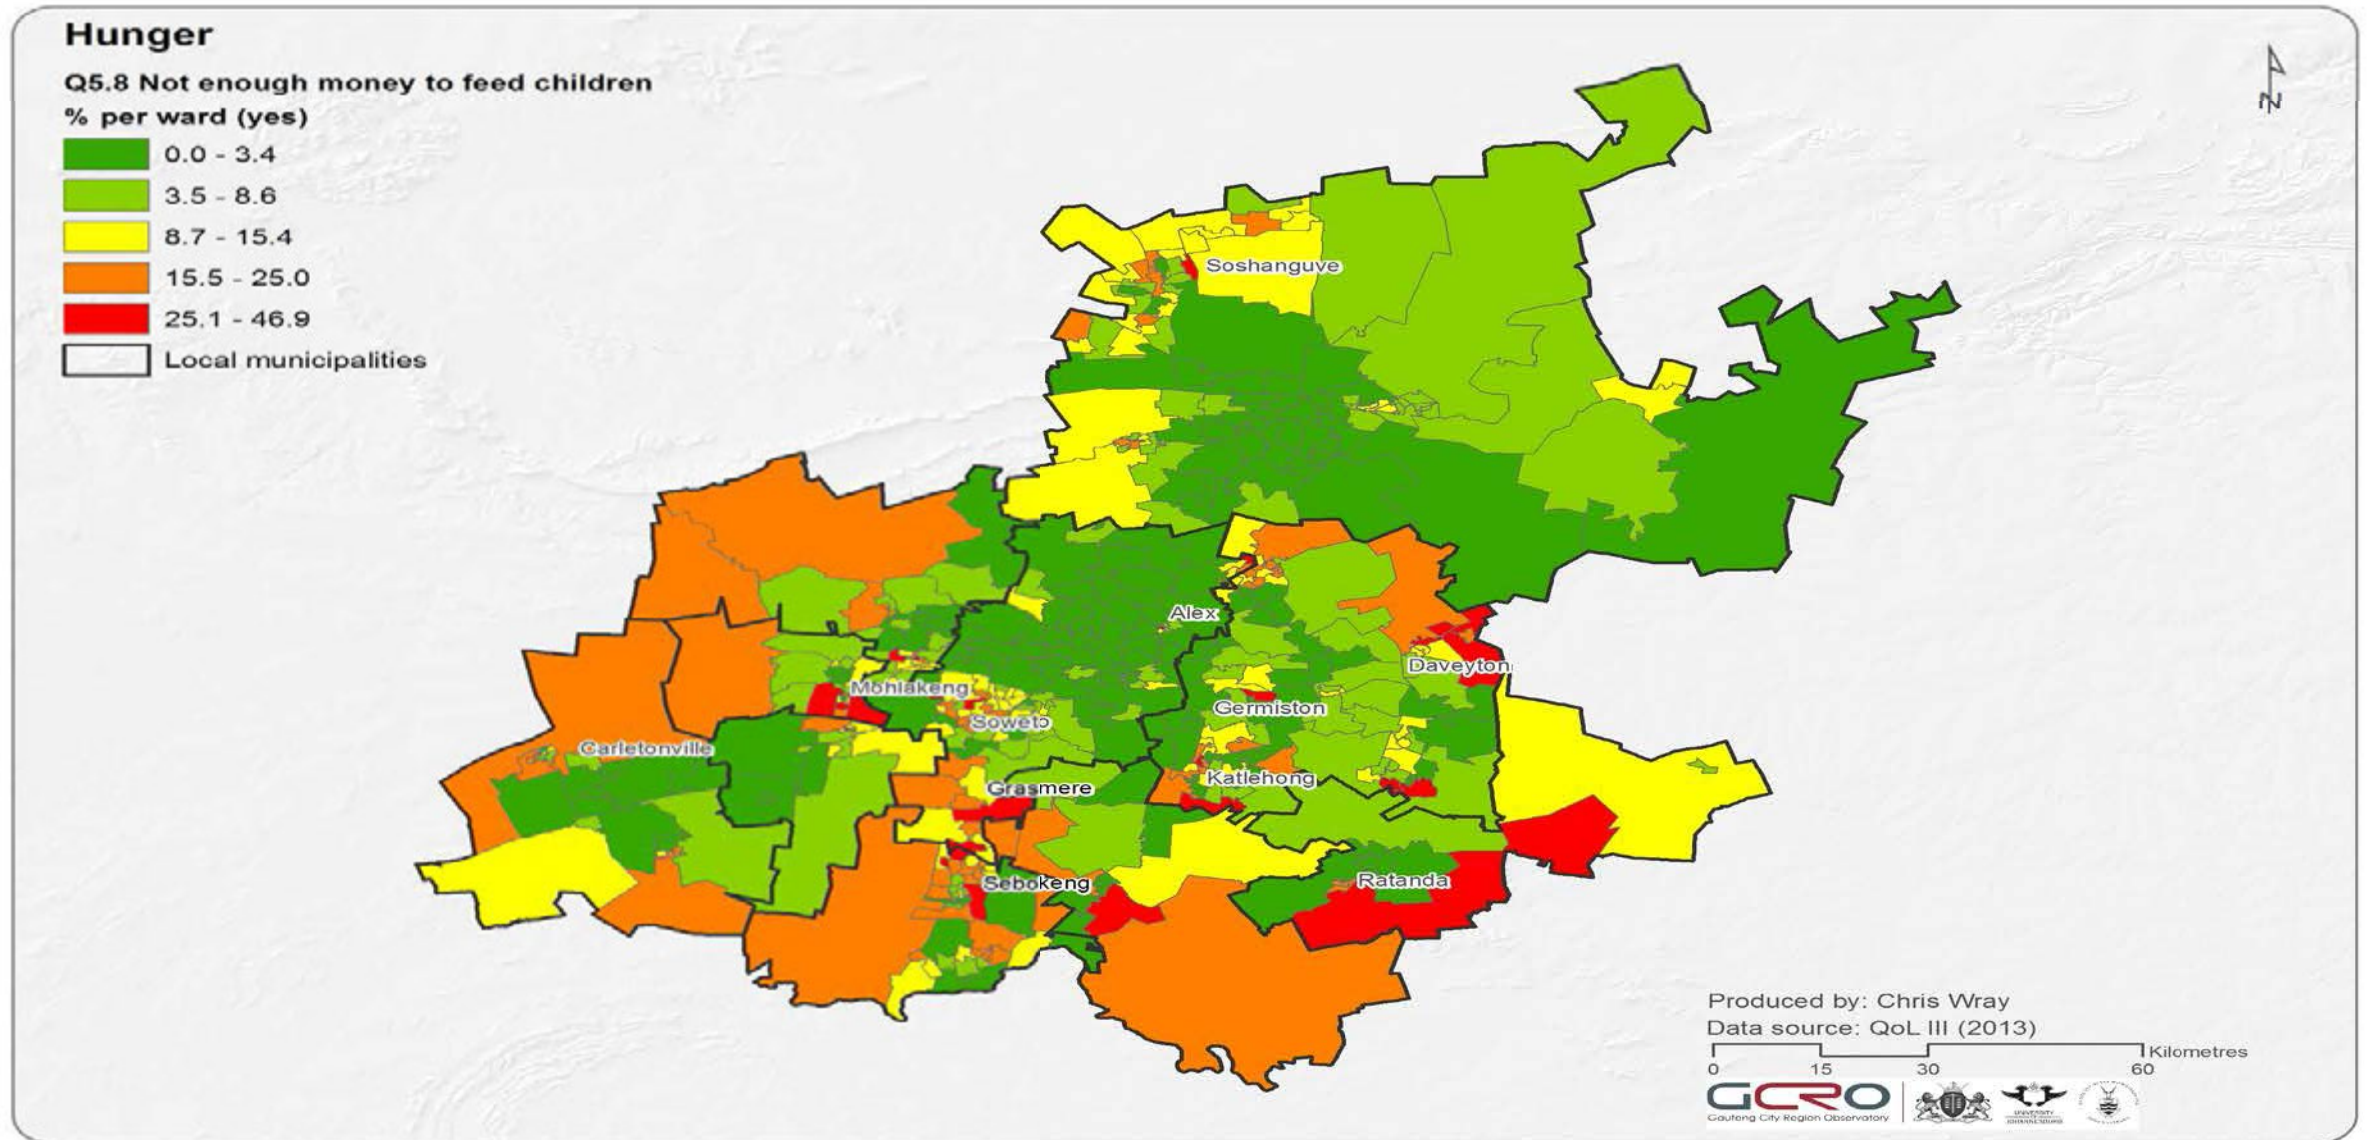 Hunger
Q5.8 Not enough money to feed children
% per ward (yes)
0.0 - 3.4
3.5 - 8.6
8.7 - 15.4
15.5 - 25.0
25.1 - 46.9
Local municipalities
N
Soshanguve
Alex
Daveyton
Mohlakeng
Germiston
Soweto
Carletonville
Katlehong
Grasmere
Ratanda
Sebokeng
Produced by: Chris Wray
Data source: QoL III (2013)
Kilometres
0 15 30 60
GCRO
Gauteng City Region Observatory
UNIVERSITY
JOHANNESBURG